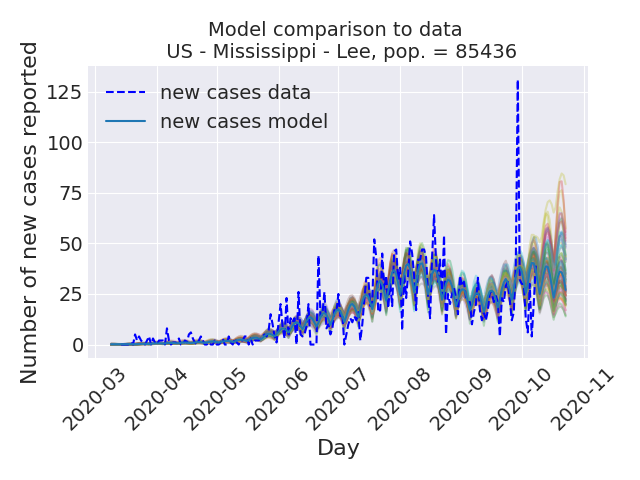 Model comparison to data
US - Mississippi - Lee, pop. = 85436
Number of new cases reported
new cases data
new cases model
125
100
75
50
25
0
2020-03
2020-04
2020-05
2020-06
2020-07
2020-08
2020-09
2020-10
2020-11
Day